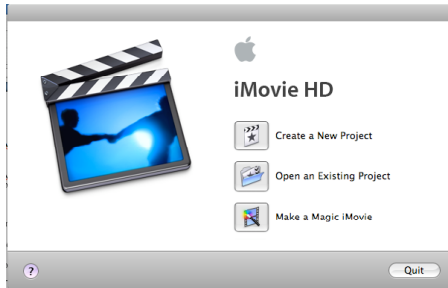 iMovie HD
Create a New Project
Open an Existing Project
Make a Magic iMovie
?
Quit